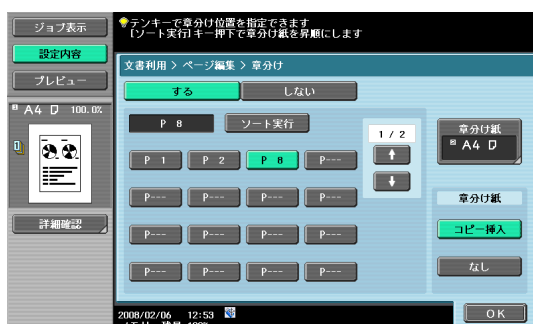 ジョブ表示
設定内容
プレビュー
A4 100.0%
詳細確認
テンキーで章分け位置を指定できます
「ソート実行」キー押下で章分け紙を昇順にします
文書利用 > ページ編集 > 章分け
する しない
P 8 ソート実行
1 / 2
P 1 P 2 P 8 P---
P--- P--- P--- P---
P--- P--- P--- P---
P--- P--- P--- P---
章分け紙
A4
章分け紙
コピー挿入
なし
2008/02/06 12:53
OK